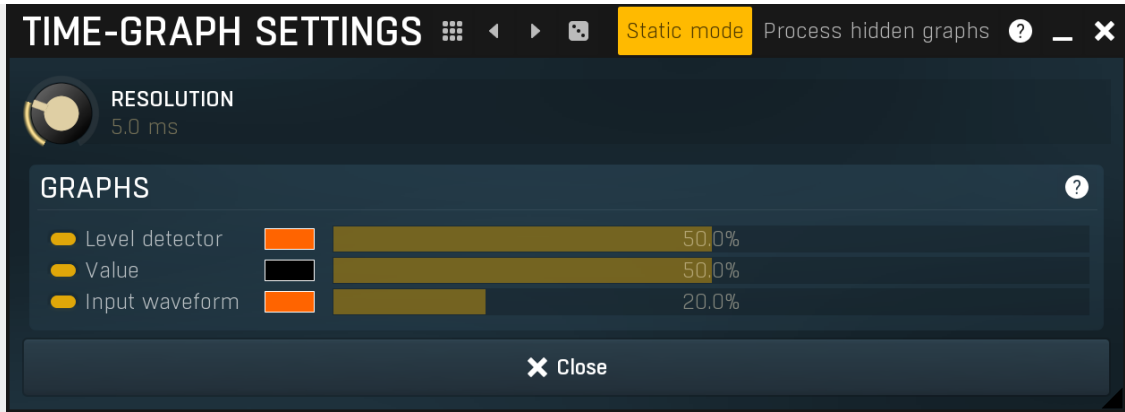 TIME-GRAPH SETTINGS Static mode Process hidden graphs ?
RESOLUTION
5.0 ms
GRAPHS ?
Level detector 50.0%
Value 50.0%
Input waveform 20.0%
Close